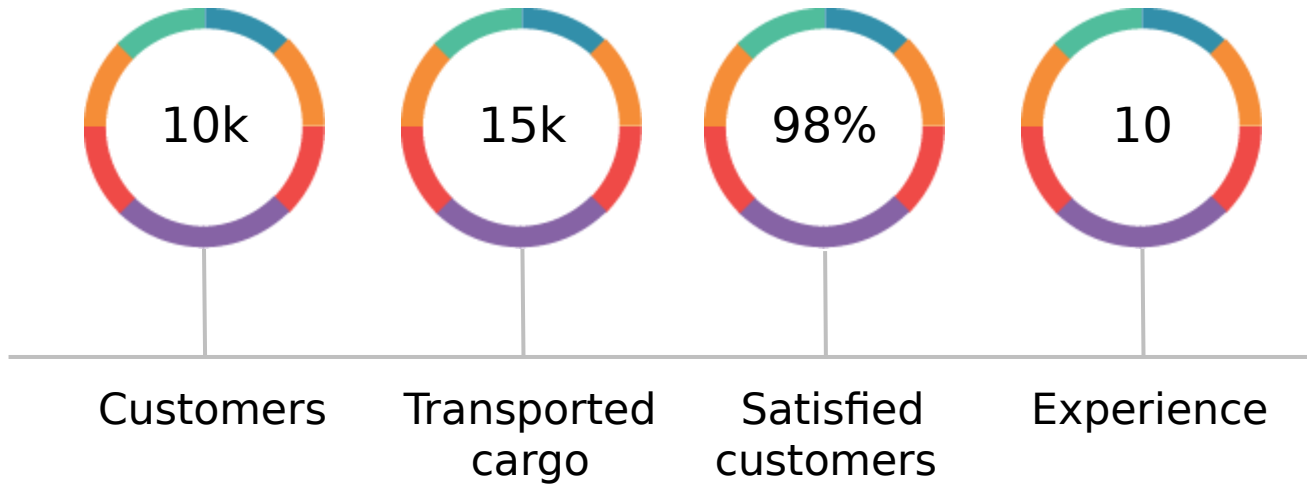 10k
15k
98%
10
Customers
Transported
cargo
Satisfied
customers
Experience